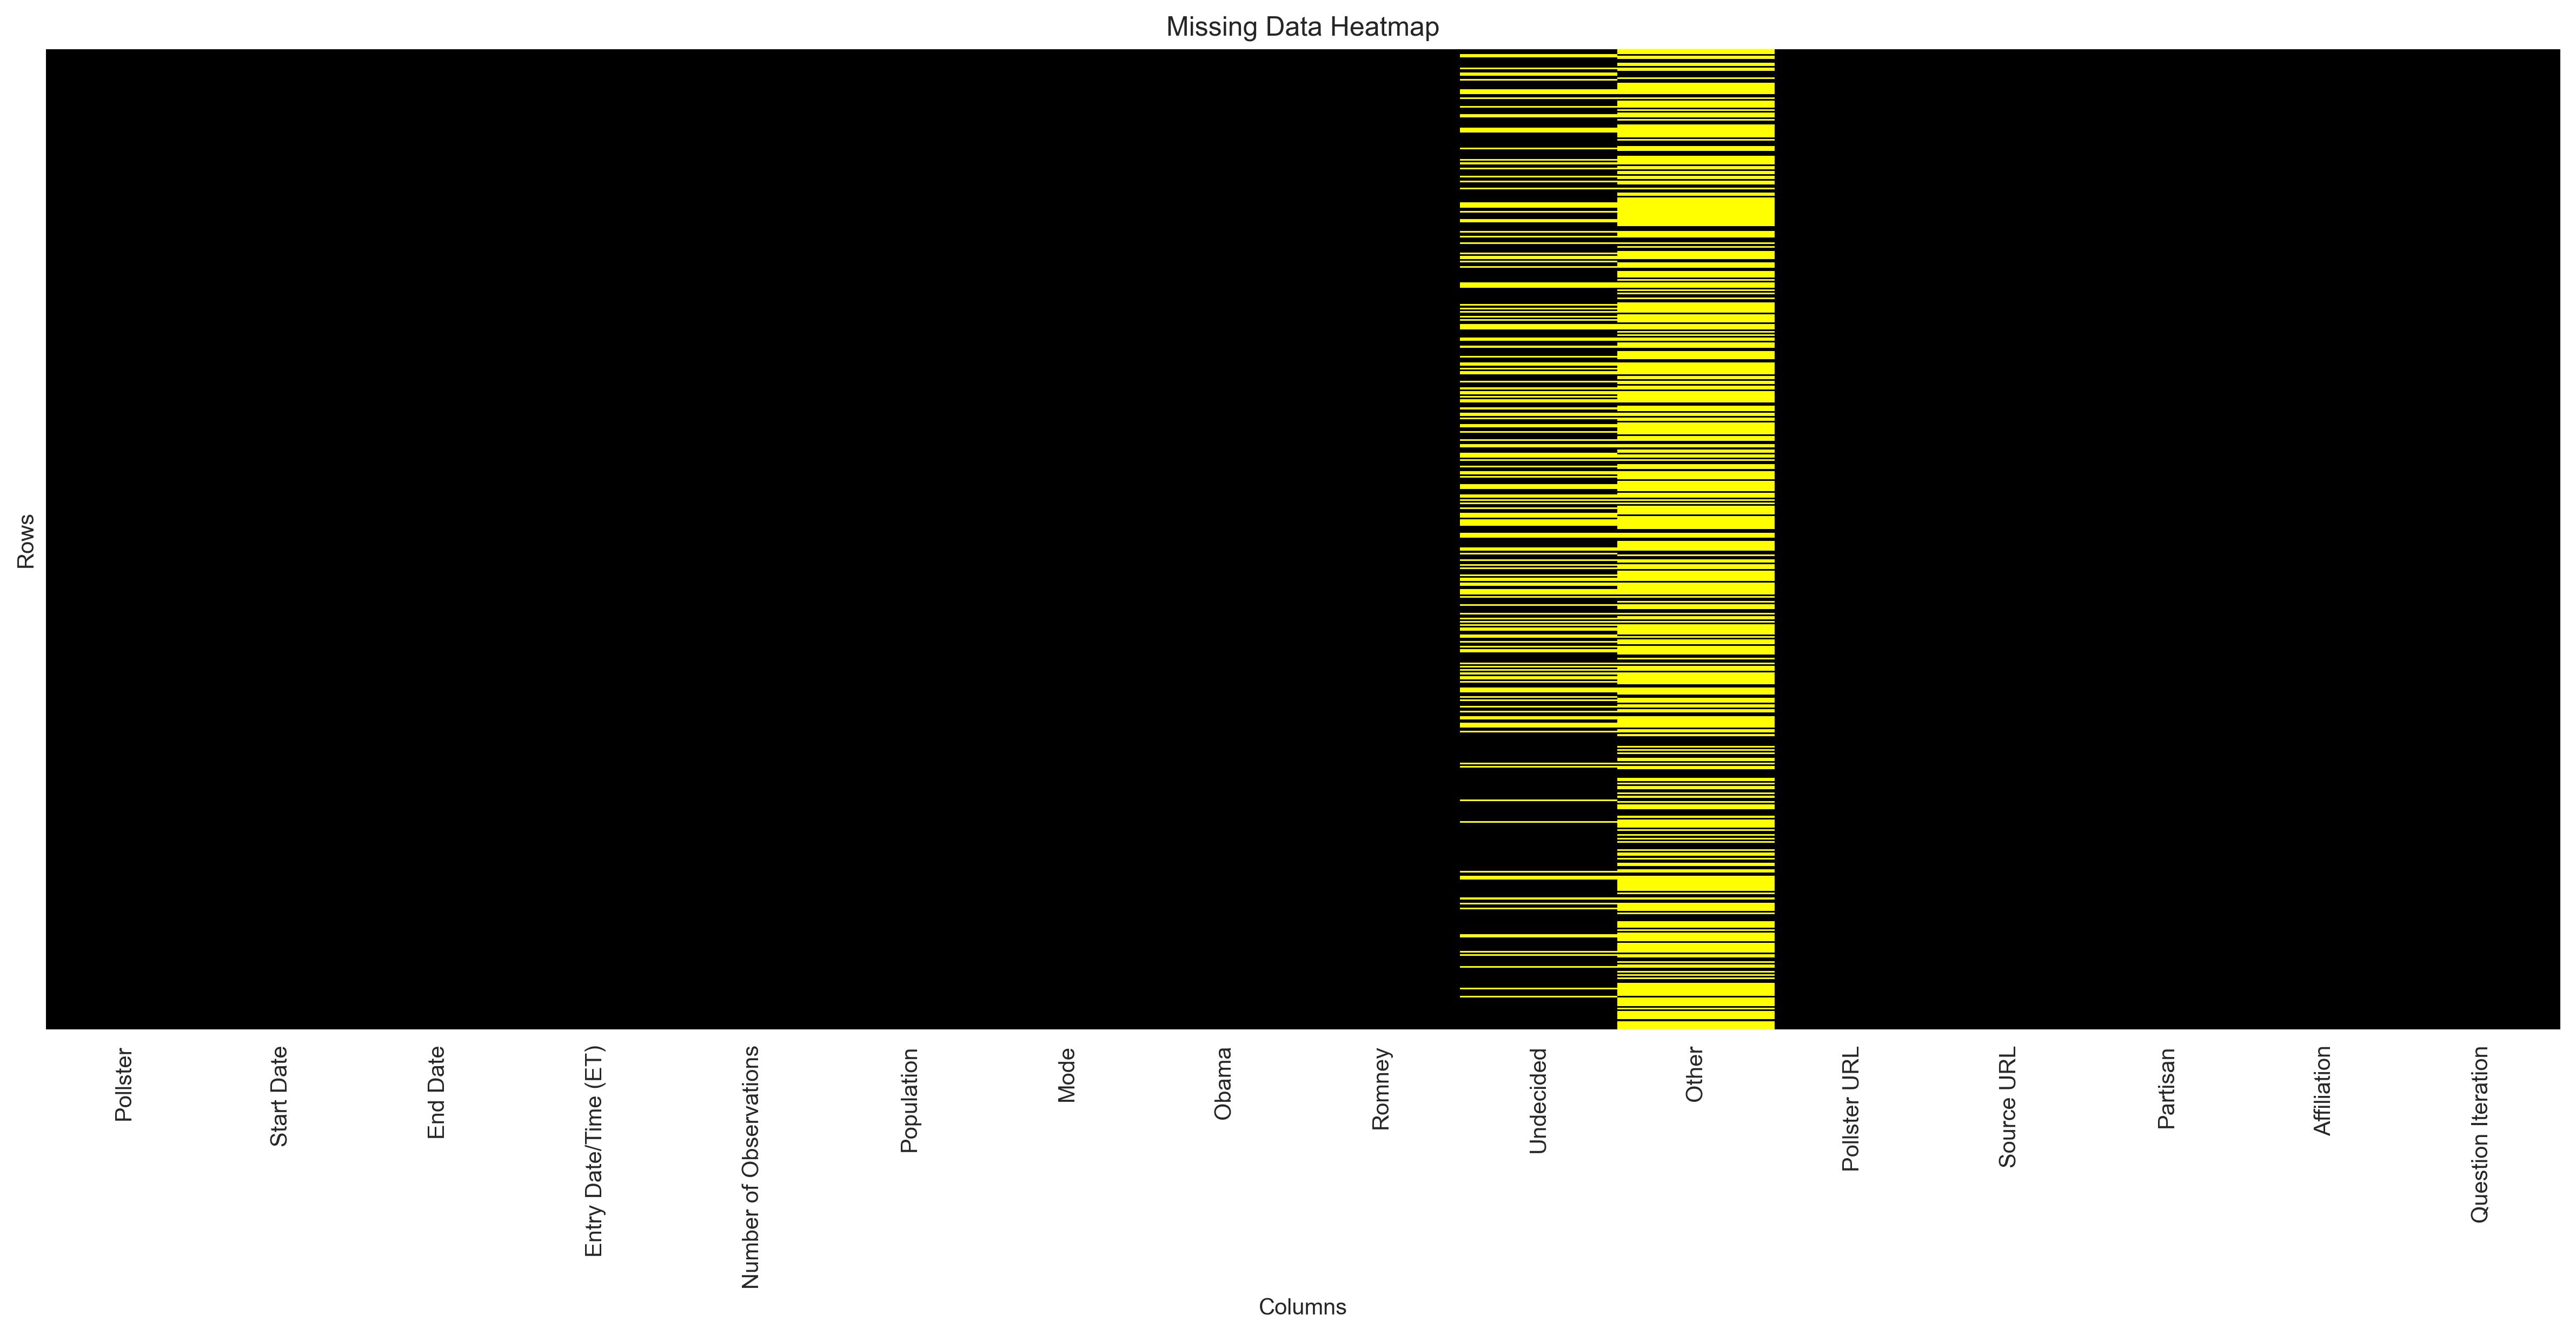 Missing Data Heatmap
Rows
Pollster
Start Date
End Date
Entry Date/Time (ET)
Number of Observations
Population
Mode
Obama
Romney
Undecided
Other
Pollster URL
Source URL
Partisan
Affiliation
Question Iteration
Columns